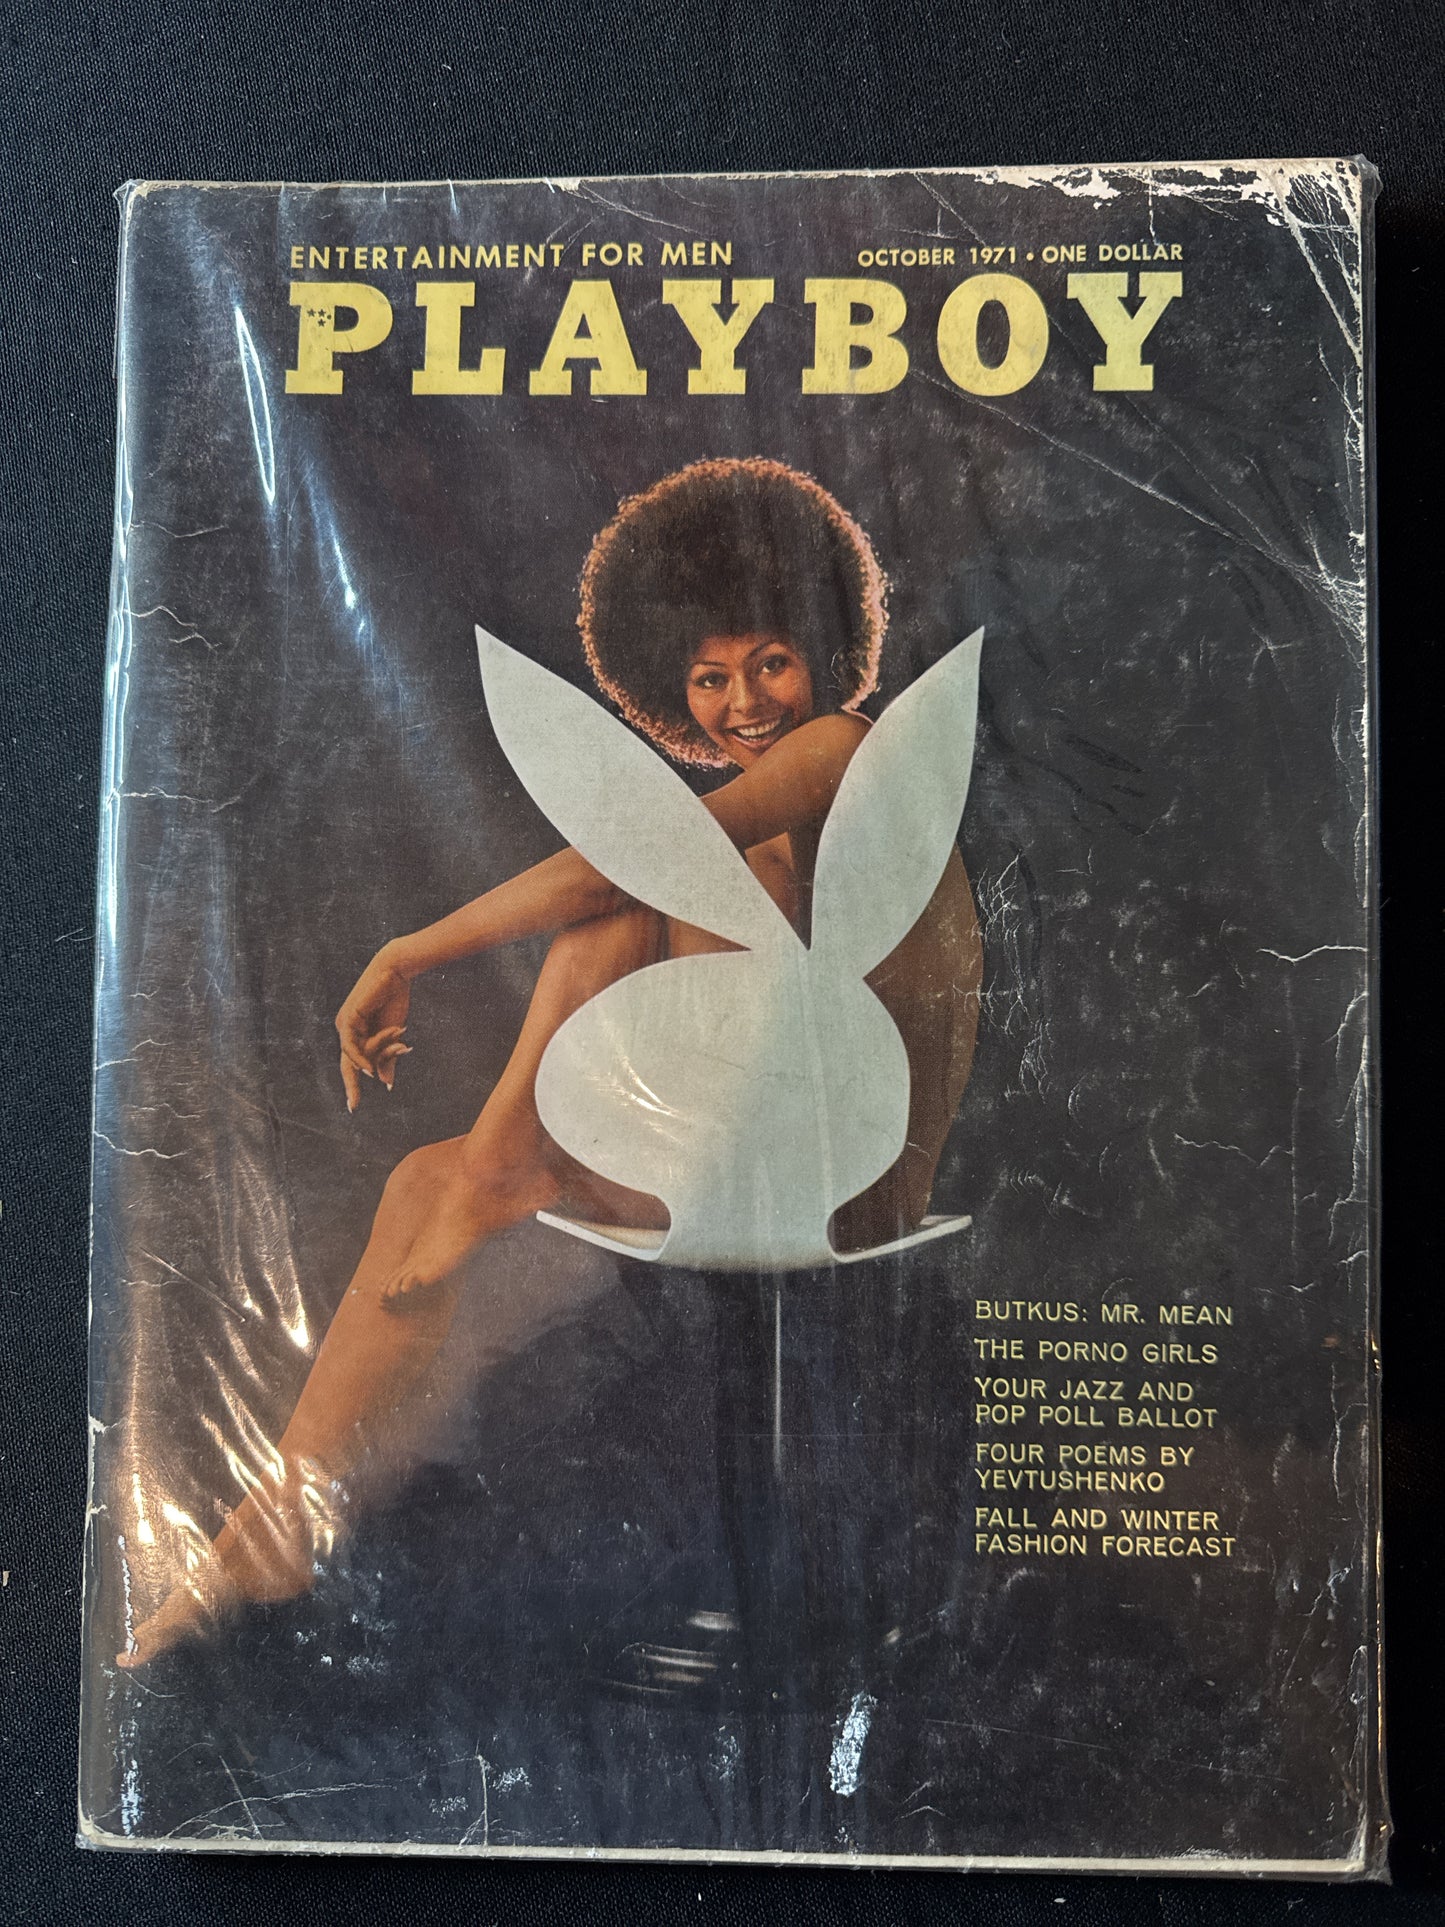 ENTERTAINMENT FOR MEN
OCTOBER 1971 • ONE DOLLAR
PLAYBOY
BUTKUS: MR. MEAN
THE PORNO GIRLS
YOUR JAZZ AND
POP POLL BALLOT
FOUR POEMS BY
YEVTUSHENKO
FALL AND WINTER
FASHION FORECAST